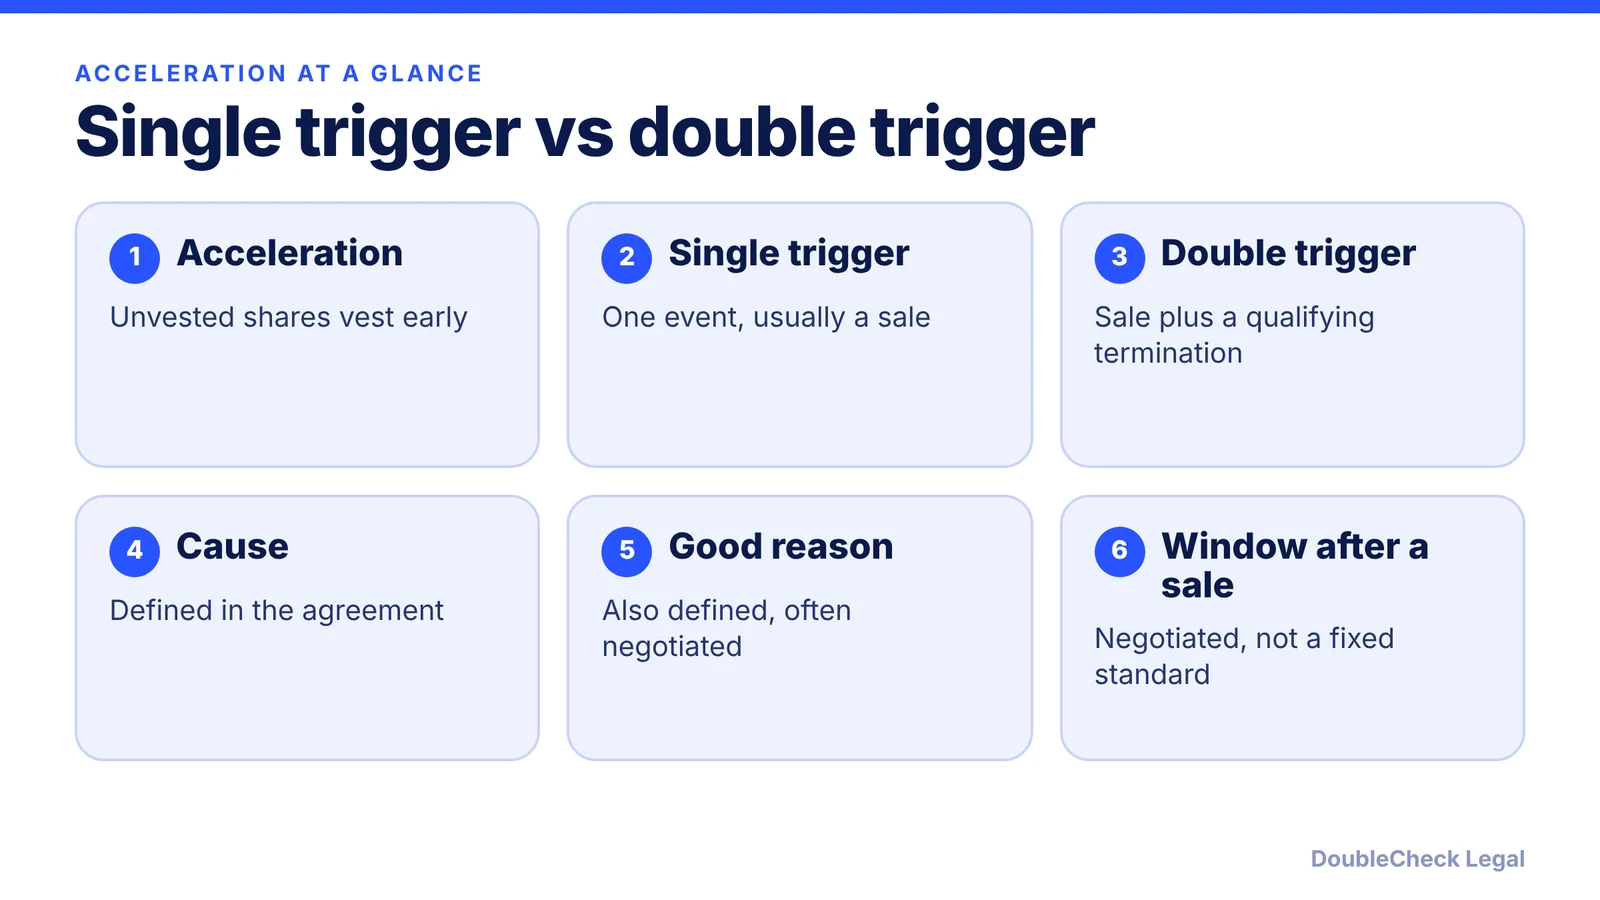 ACCELERATION AT A GLANCE
Single trigger vs double trigger
1 Acceleration
Unvested shares vest early
2 Single trigger
One event, usually a sale
3 Double trigger
Sale plus a qualifying
termination
4 Cause
Defined in the agreement
5 Good reason
Also defined, often
negotiated
6 Window after a
sale
Negotiated, not a fixed
standard
DoubleCheck Legal